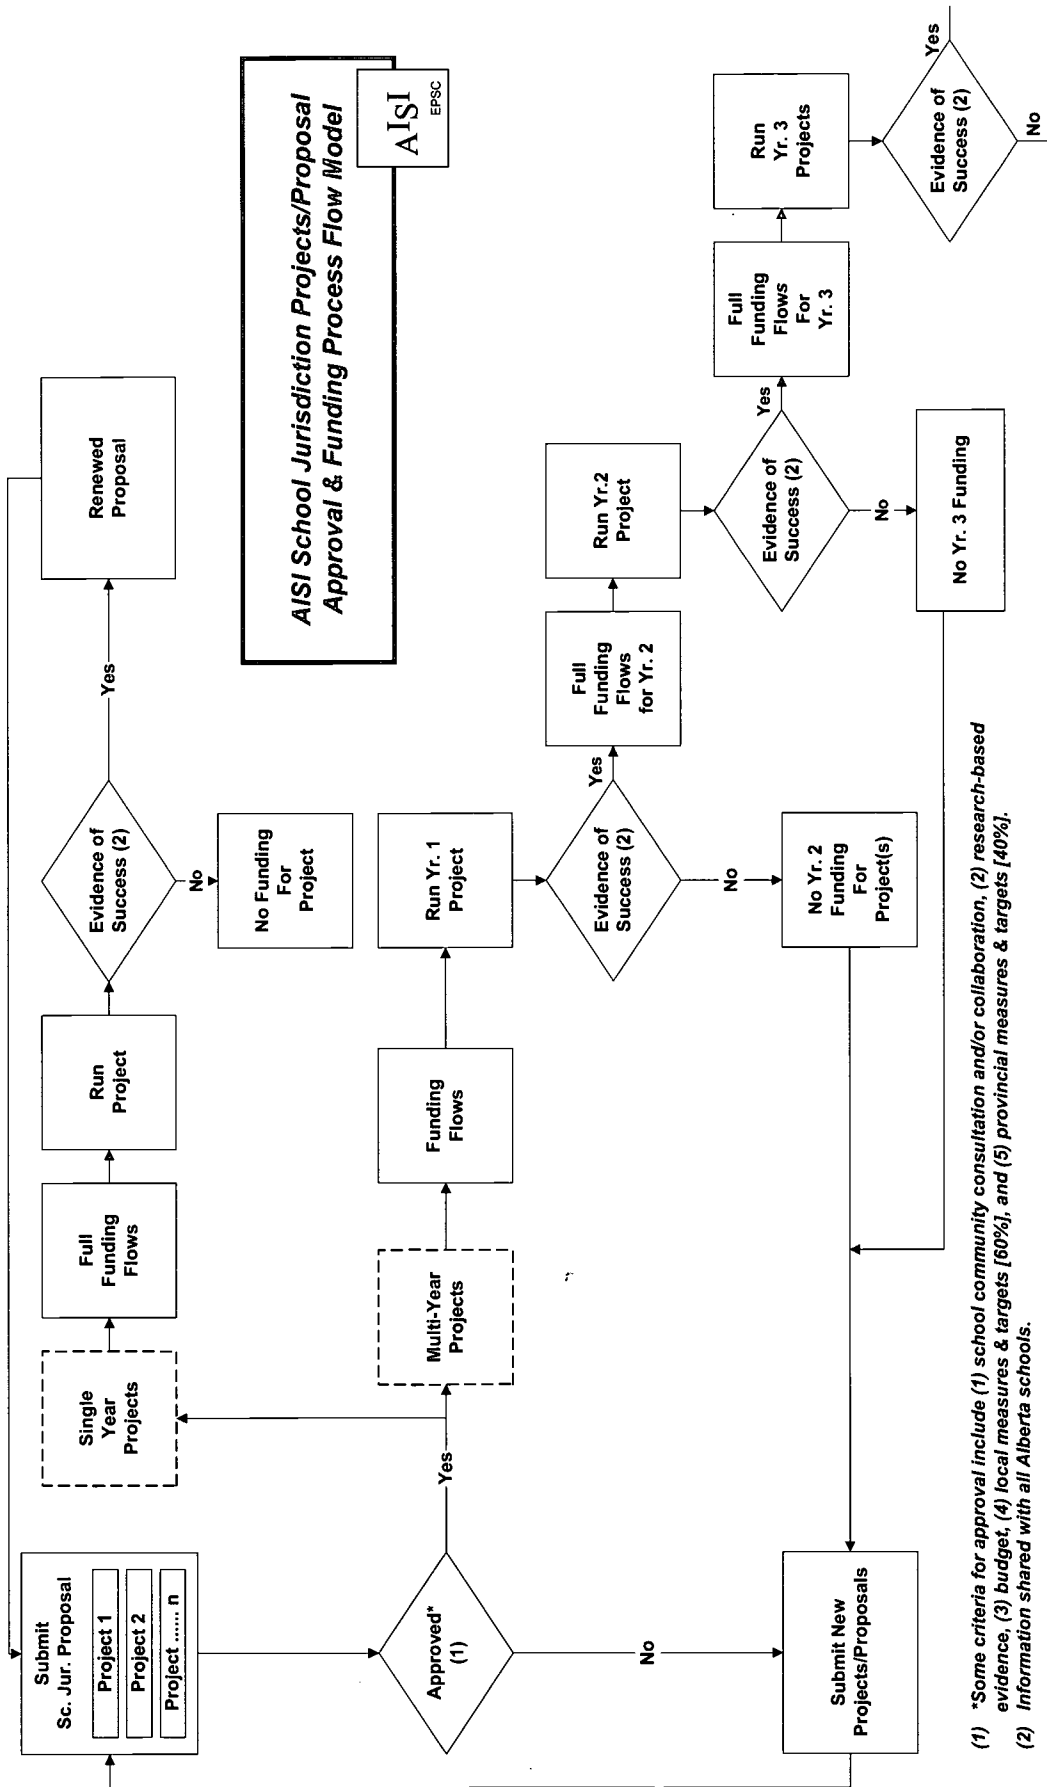 AISI School Jurisdiction Projects/Proposal
Approval & Funding Process Flow Model
AISI
EPSC
Submit
Sc. Jur. Proposal
Project 1
Project 2
Project ...... n
Approved*
(1)
Yes
No
Single
Year
Projects
Full
Funding
Flows
Run
Project
Evidence of
Success (2)
Yes
Renewed
Proposal
No
No Funding
For
Project
Multi-Year
Projects
Funding
Flows
Run Yr. 1
Project
Evidence of
Success (2)
Yes
No
No Yr. 2
Funding
For
Project(s)
Full
Funding
Flows
for Yr. 2
Run Yr.2
Project
Evidence of
Success (2)
Yes
No
No Yr. 3 Funding
Full
Funding
Flows
For
Yr. 3
Run
Yr. 3
Projects
Evidence of
Success (2)
Yes
No
Submit New
Projects/Proposals
(1) *Some criteria for approval include (1) school community consultation and/or collaboration, (2) research-based
evidence, (3) budget, (4) local measures & targets [60%], and (5) provincial measures & targets [40%].
(2) Information shared with all Alberta schools.